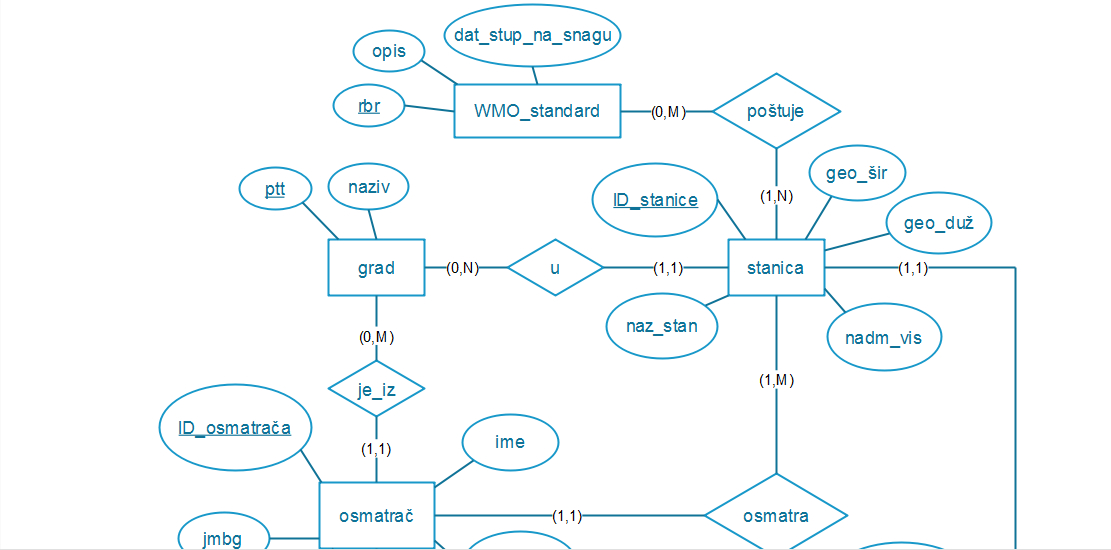 dat_stup_na_snagu
opis
rbr
WMO_standard
(0,M)
poštuje
ptt
naziv
ID_stanice
(1,N)
geo_šir
geo_duž
grad
(0,N)
u
(1,1)
stanica
(1,1)
naz_stan
nadm_vis
(0,M)
je_iz
(1,M)
ID_osmatrača
(1,1)
ime
osmatrač
(1,1)
osmatra
jmbg